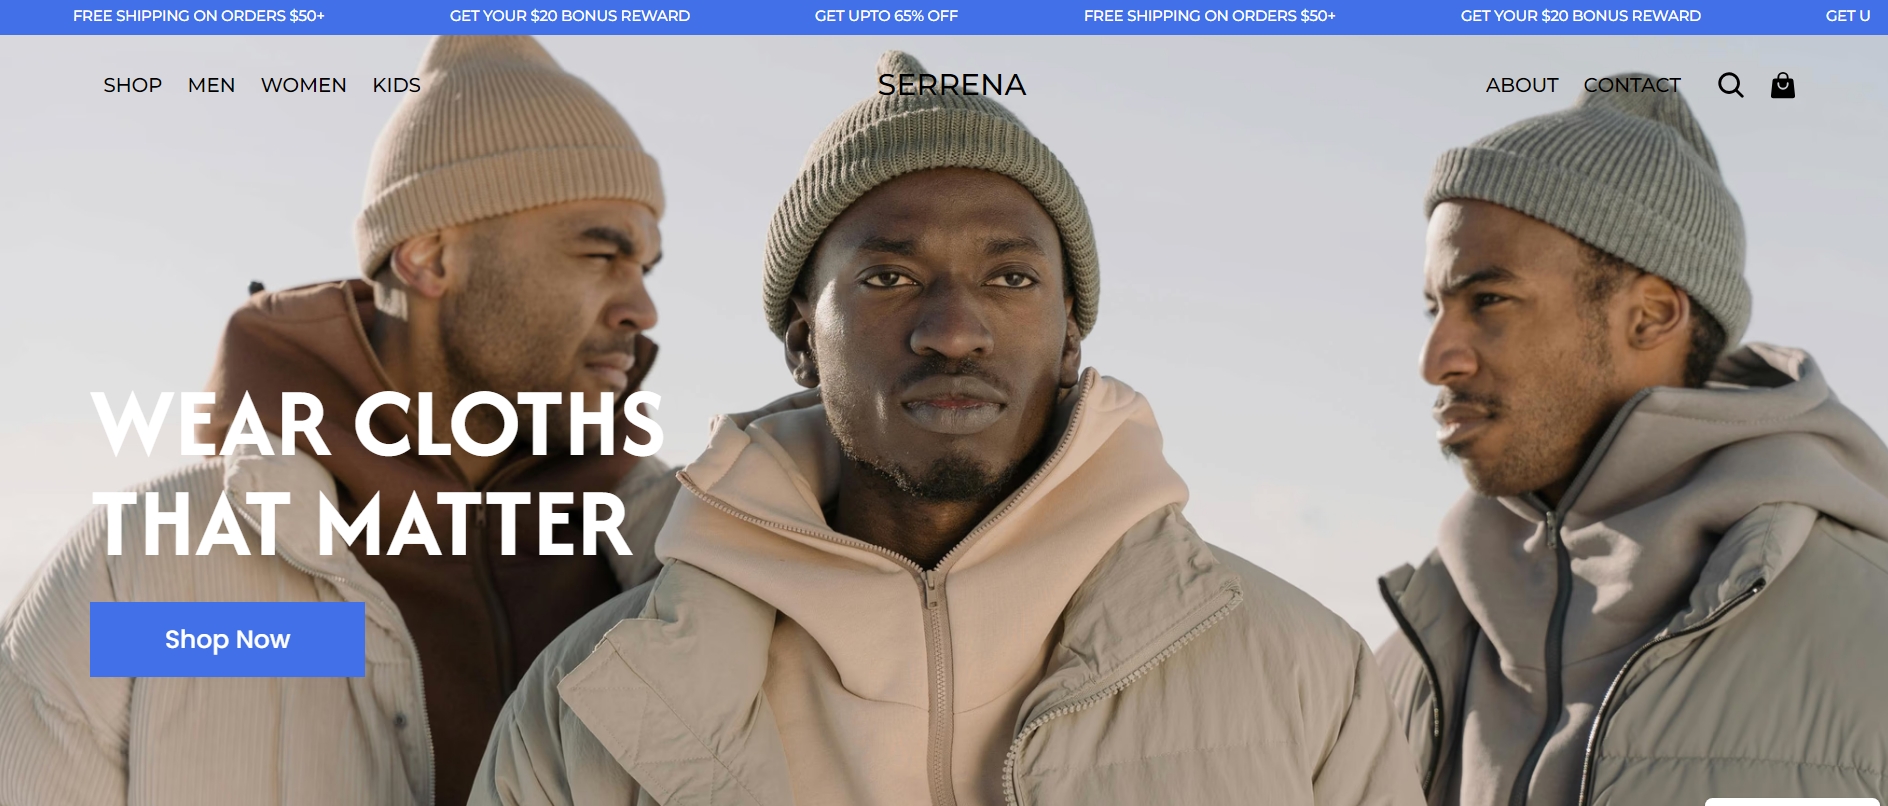 FREE SHIPPING ON ORDERS $50+ GET YOUR $20 BONUS REWARD GET UPTO 65% OFF FREE SHIPPING ON ORDERS $50+ GET YOUR $20 BONUS REWARD GET U
SHOP MEN WOMEN KIDS SERRENA ABOUT CONTACT
WEAR CLOTHS
THAT MATTER
Shop Now